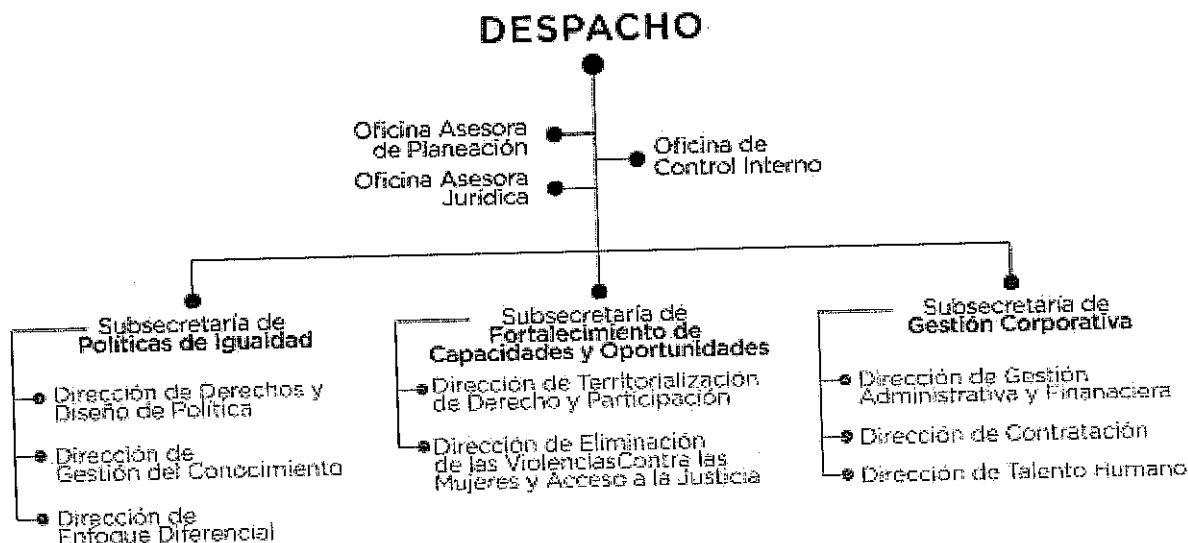 DESPACHO
Oficina Asesora
de Planeación
Oficina de
Control Interno
Oficina Asesora
Jurídica
Subsecretaría de
Políticas de Igualdad
Dirección de Derechos y
Diseño de Política
Dirección de
Gestión del Conocimiento
Dirección de
Enfoque Diferencial
Subsecretaría de
Fortalecimiento de
Capacidades y Oportunidades
Dirección de Territorialización
de Derecho y Participación
Dirección de Eliminación
de las ViolenciasContra las
Mujeres y Acceso a la Justicia
Subsecretaría de
Gestión Corporativa
Dirección de Gestión
Administrativa y Finanaciera
Dirección de Contratación
Dirección de Talento Humano